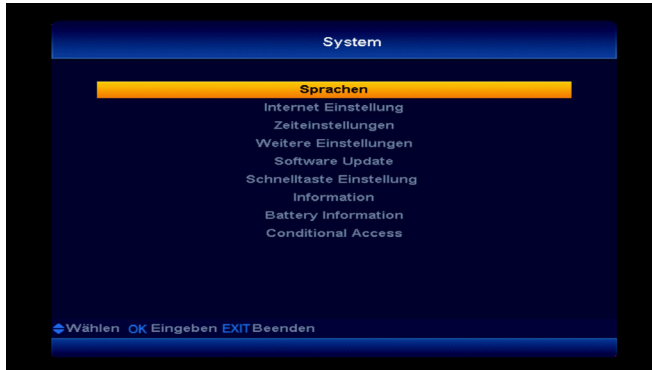 System
Sprachen
Internet Einstellung
Zeiteinstellungen
Weitere Einstellungen
Software Update
Schnelltaste Einstellung
Information
Battery Information
Conditional Access
Wählen OK Eingeben EXIT Beenden